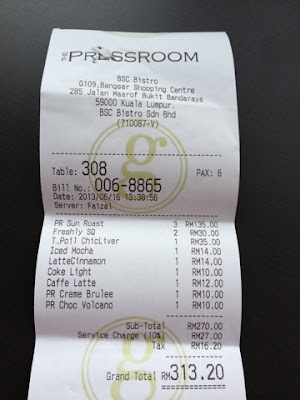 THE PRESSROOM
BSC Bistro
G109,Bangsar Shopping Centre
285 Jalan Maarof Bukit Bandaraya
59000 Kuala Lumpur.
BSC Bistro Sdn Bhd
(710087-V)
g
Table: 308 PAX: 6
Bill No.: 006-8865
Date: 2013/06/16 13:38:56
Server: Faizal
PR Sun Roast 3 RM135.00
Freshly SQ 2 RM30.00
T.Poil ChicLiver 1 RM35.00
Iced Mocha 1 RM14.00
LatteCinnamon 1 RM14.00
Coke Light 1 RM10.00
Caffe Latte 1 RM12.00
PR Creme Brulee 1 RM10.00
PR Choc Volcano 1 RM10.00
Sub-Total RM270.00
Service Charge (10%) RM27.00
Tax RM16.20
Grand Total RM313.20
g